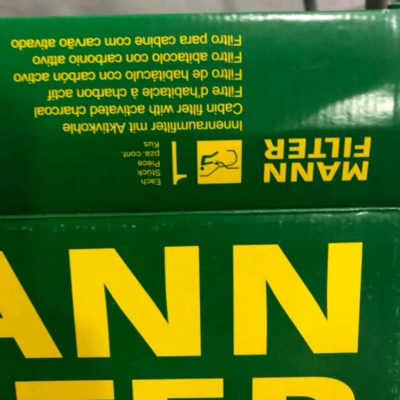 MANN
FILTER
1
Each
Piece
Stück
pza. cont.
Kus
Innenraumfilter mit Aktivkohle
Cabin filter with activated charcoal
Filtre d'habitacle à charbon actif
Filtro de habitáculo con carbón activo
Filtro abitacolo con carbonio attivo
Filtro para cabine com carvão ativado
ANN
TER